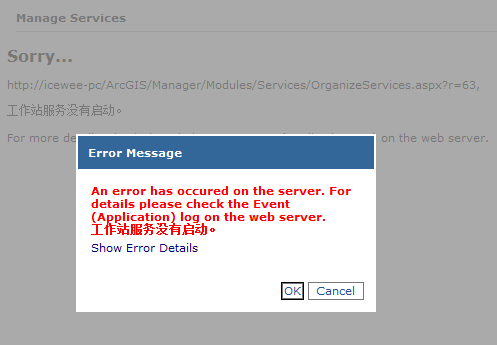 Manage Services
Sorry...
http://icewee-pc/ArcGIS/Manager/Modules/Services/OrganizeServices.aspx?r=63,
工作站服务没有启动。
For more de
on the web server.
Error Message
An error has occured on the server. For
details please check the Event
(Application) log on the web server.
工作站服务没有启动。
Show Error Details
OK
Cancel